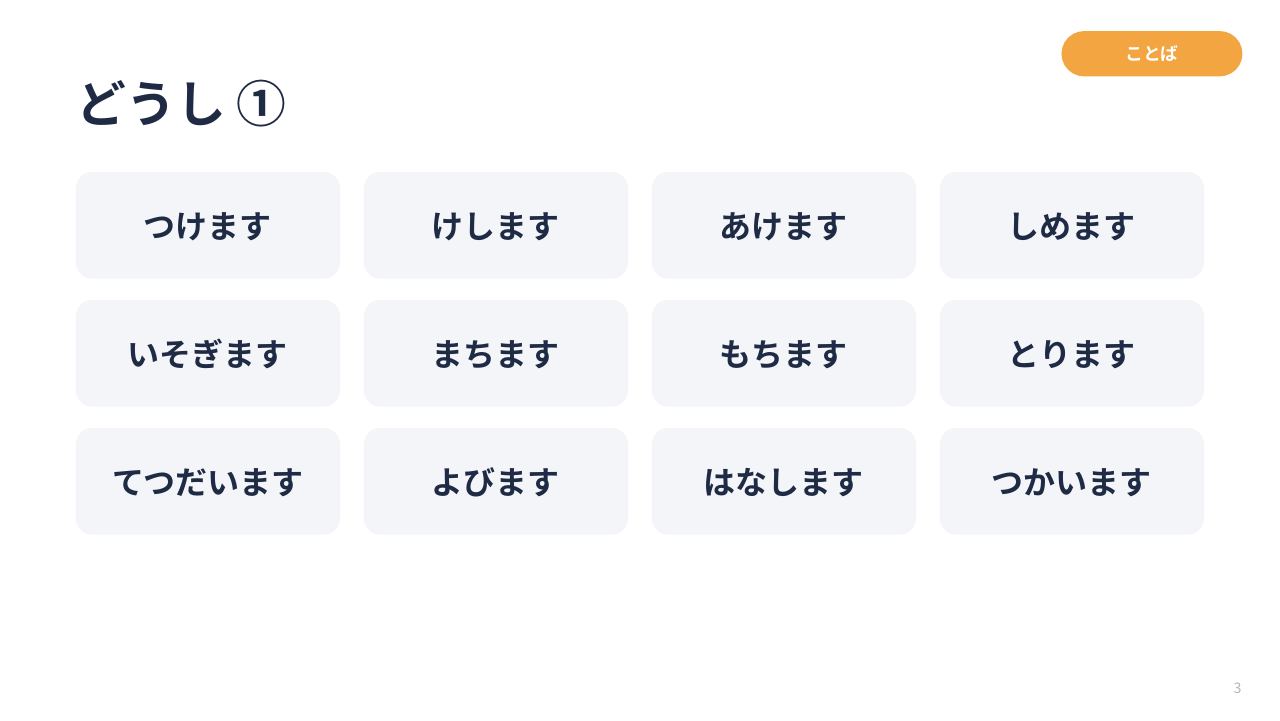 ことば
どうし ①
つけます
けします
あけます
しめます
いそぎます
まちます
もちます
とります
てつだいます
よびます
はなします
つかいます
3